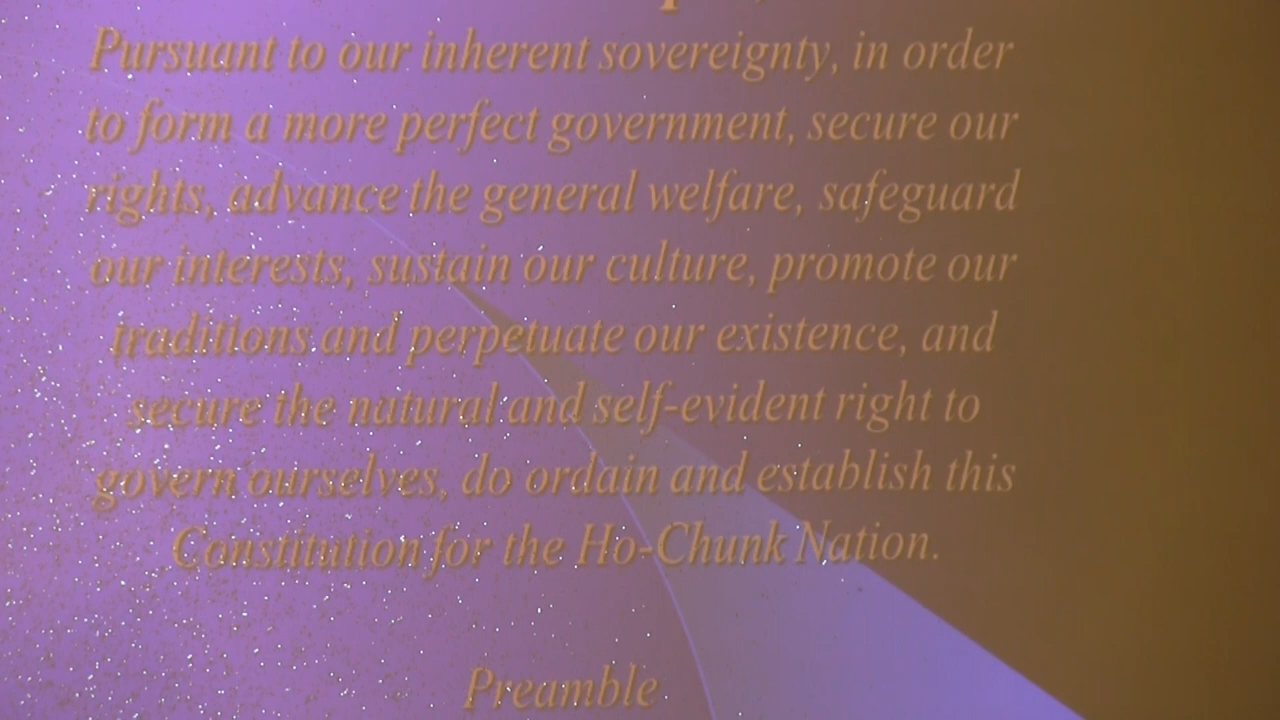 Pursuant to our inherent sovereignty, in order
to form a more perfect government, secure our
rights, advance the general welfare, safeguard
our interests, sustain our culture, promote our
traditions and perpetuate our existence, and
secure the natural and self-evident right to
govern ourselves, do ordain and establish this
Constitution for the Ho-Chunk Nation.
Preamble